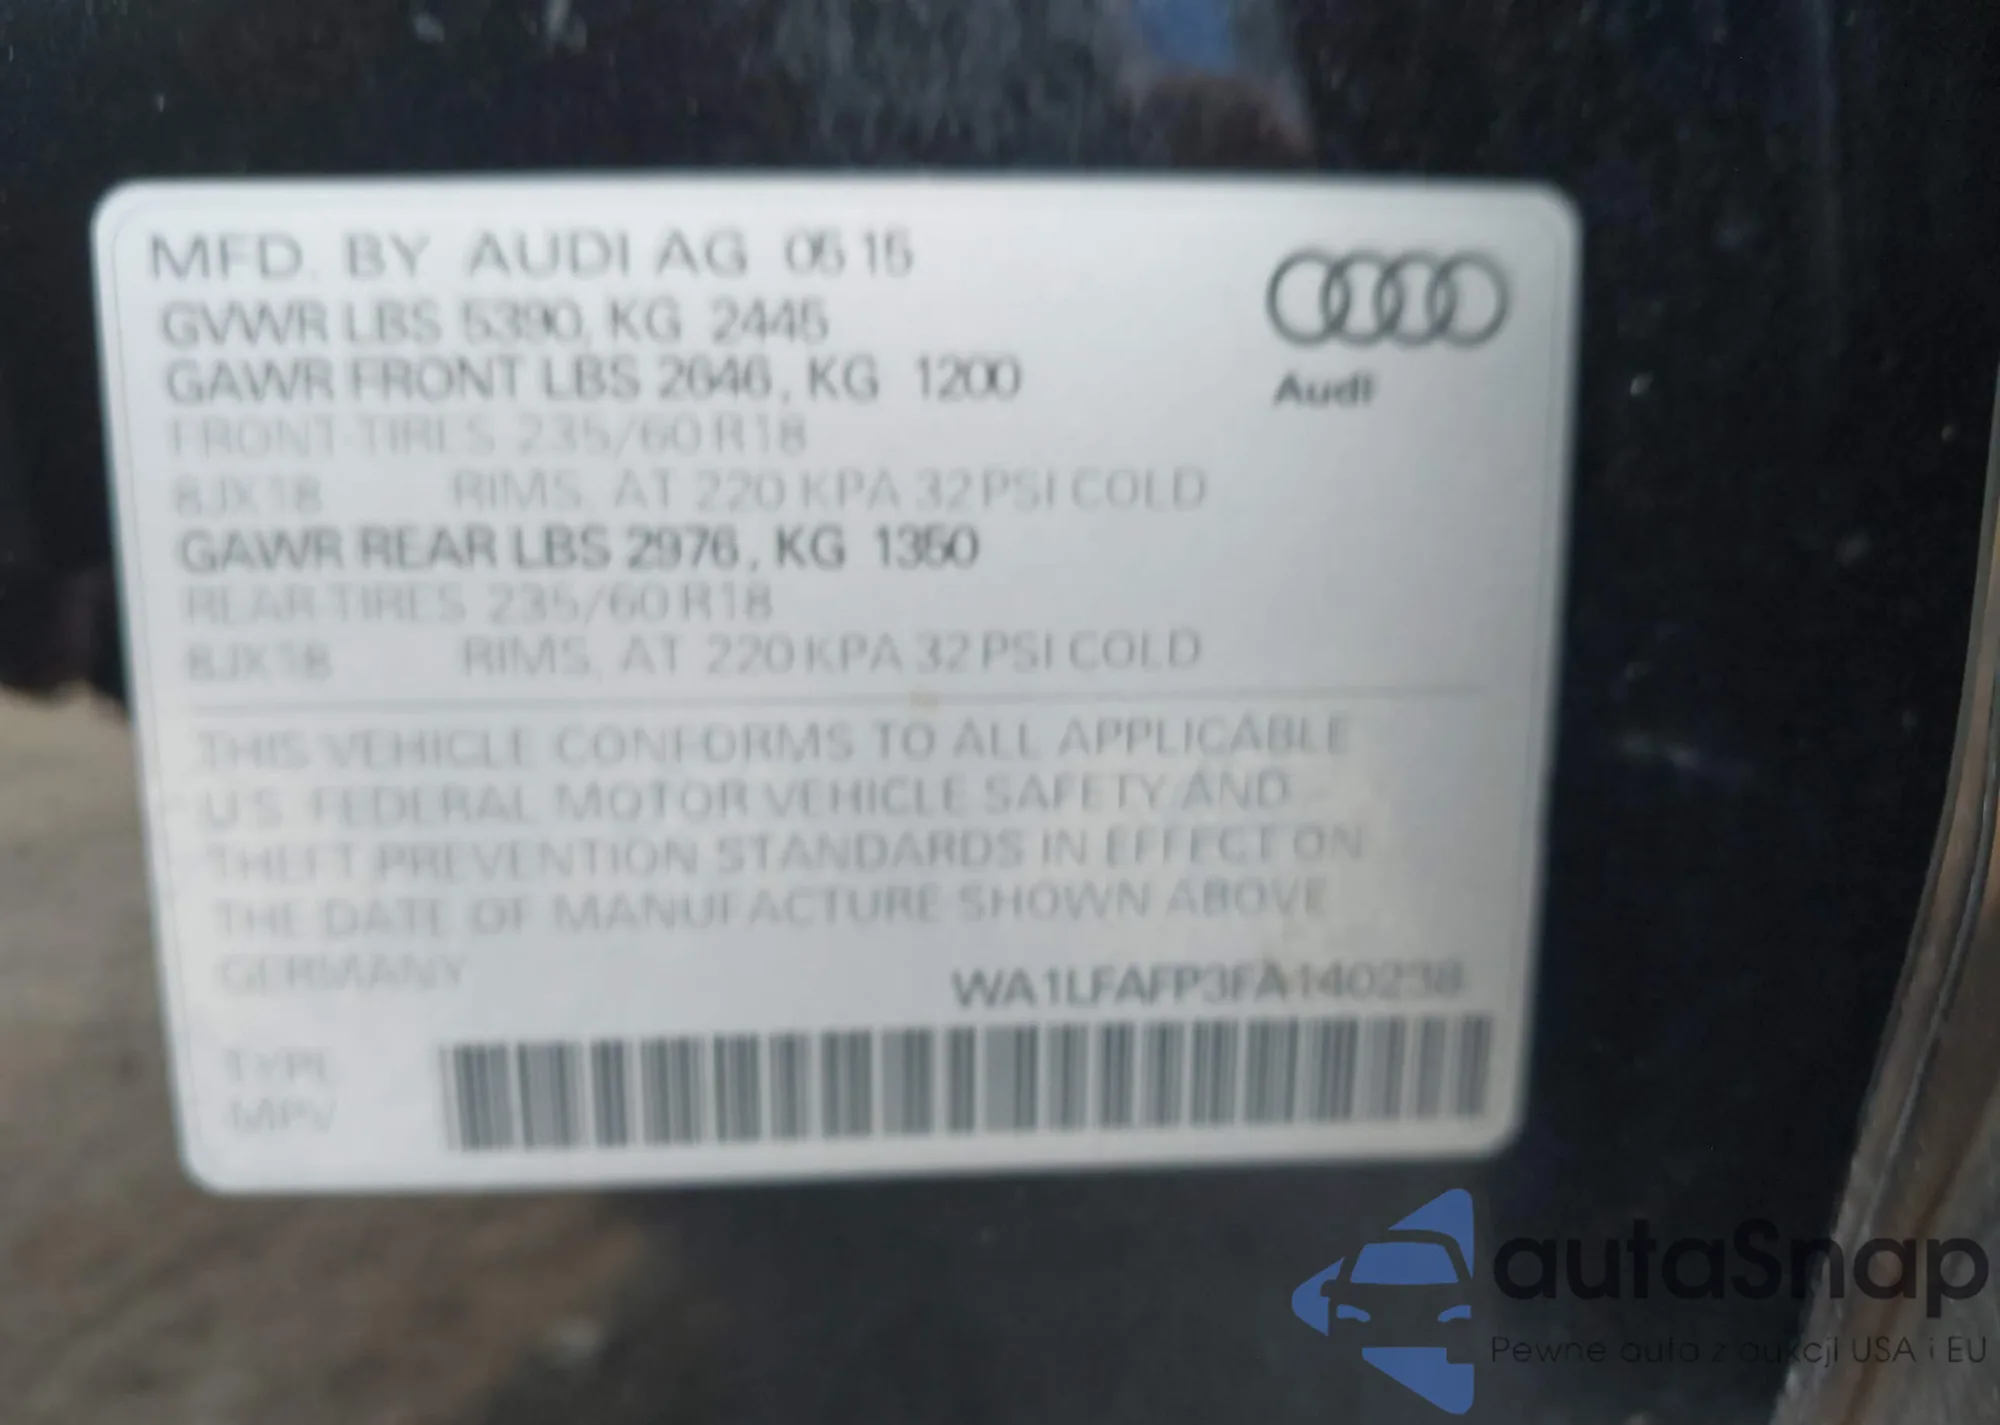 MFD. BY AUDI AG 05 15
GVWR LBS 5390, KG 2445
GAWR FRONT LBS 2646, KG 1200
FRONT TIRES 235/60 R18
8JX18 RIMS, AT 220 KPA 32 PSI COLD
GAWR REAR LBS 2976, KG 1350
REAR TIRES 235/60 R18
8JX18 RIMS, AT 220 KPA 32 PSI COLD
Audi
THIS VEHICLE CONFORMS TO ALL APPLICABLE
U.S. FEDERAL MOTOR VEHICLE SAFETY AND
THEFT PREVENTION STANDARDS IN EFFECT ON
THE DATE OF MANUFACTURE SHOWN ABOVE
GERMANY WA1LFAFP3FA140238
TYPE
MPV
autaSnap
Pewne auta z aukcji USA i EU